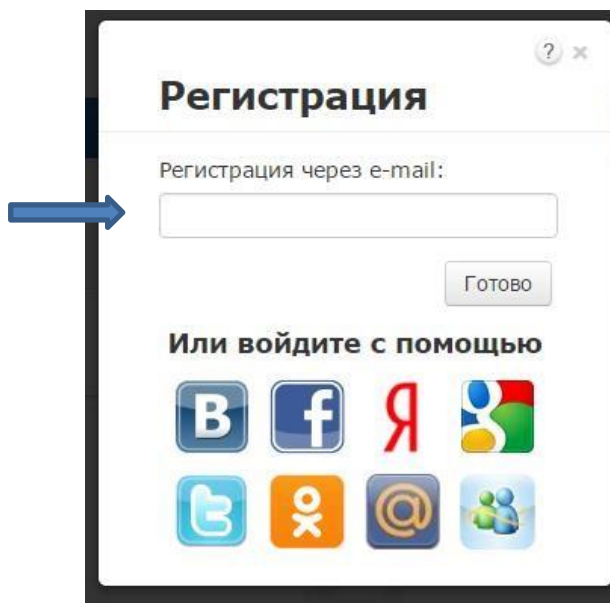 ? ×
Регистрация
Регистрация через e-mail:
Готово
Или войдите с помощью
В f Я g
t @